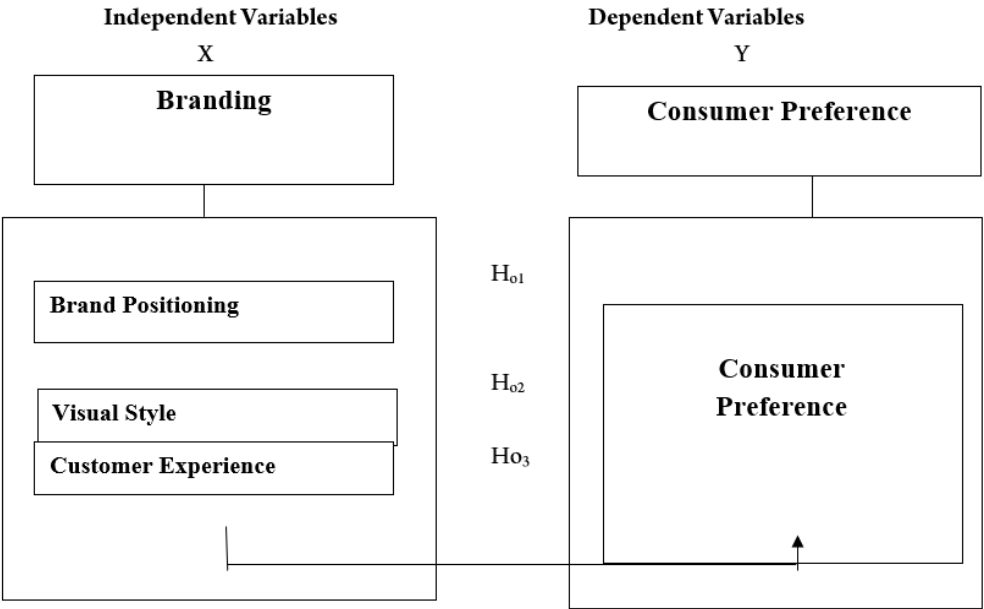 Independent Variables
Dependent Variables
X
Y
Branding
Consumer Preference
Hₒ₁
Brand Positioning
Consumer
Preference
Hₒ₂
Visual Style
Customer Experience
Ho₃